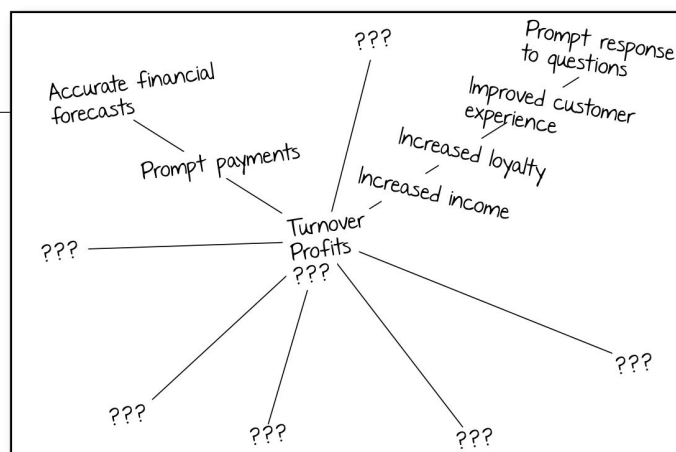 ???
Prompt response
to questions
Accurate financial
forecasts
Improved customer
experience
Increased loyalty
Prompt payments
Increased income
Turnover
Profits
???
???
???
???
???
???